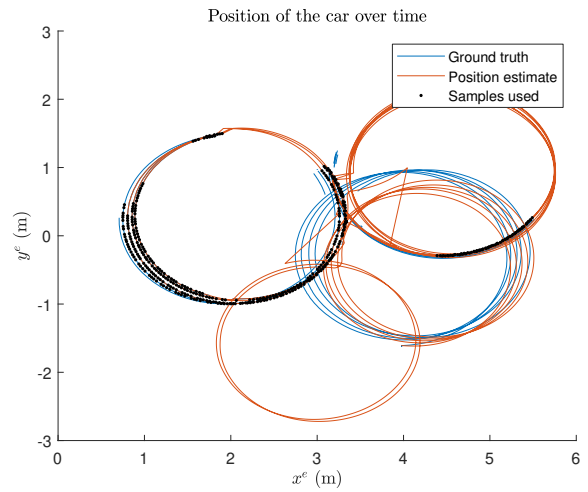 Position of the car over time
Ground truth
Position estimate
Samples used
3
2
1
0
-1
-2
-3
y^e (m)
0 1 2 3 4 5 6
x^e (m)